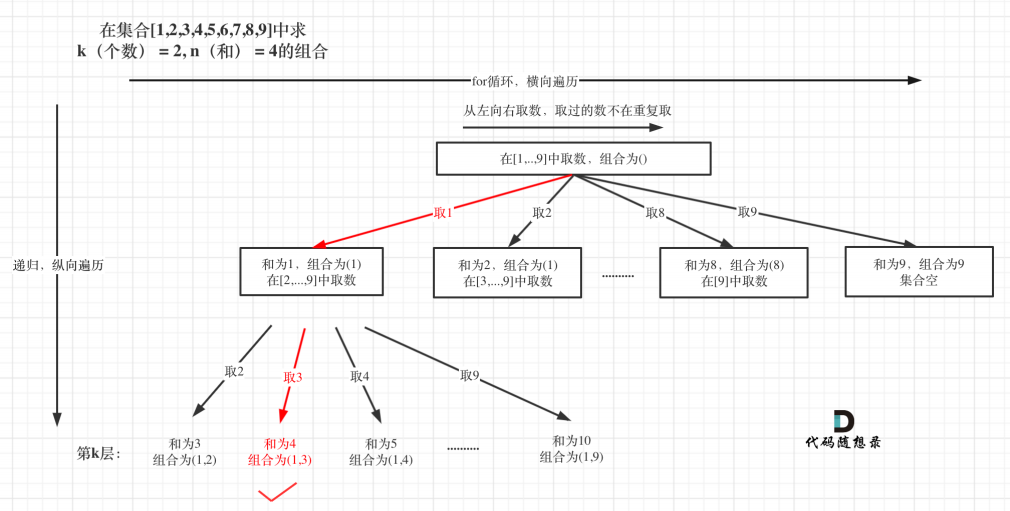 在集合[1,2,3,4,5,6,7,8,9]中求
k（个数）= 2, n（和）= 4的组合
for循环，横向遍历
从左向右取数，取过的数不在重复取
在[1,..,9]中取数，组合为()
取1
取2
取8
取9
递归，纵向遍历
和为1，组合为(1)
在[2,...,9]中取数
和为2，组合为(1)
在[3,...,9]中取数
..........
和为8，组合为(8)
在[9]中取数
和为9，组合为9
集合空
取2
取3
取4
取9
第k层：
和为3
组合为(1,2)
和为4
组合为(1,3)
和为5
组合为(1,4)
..........
和为10
组合为(1,9)
代码随想录